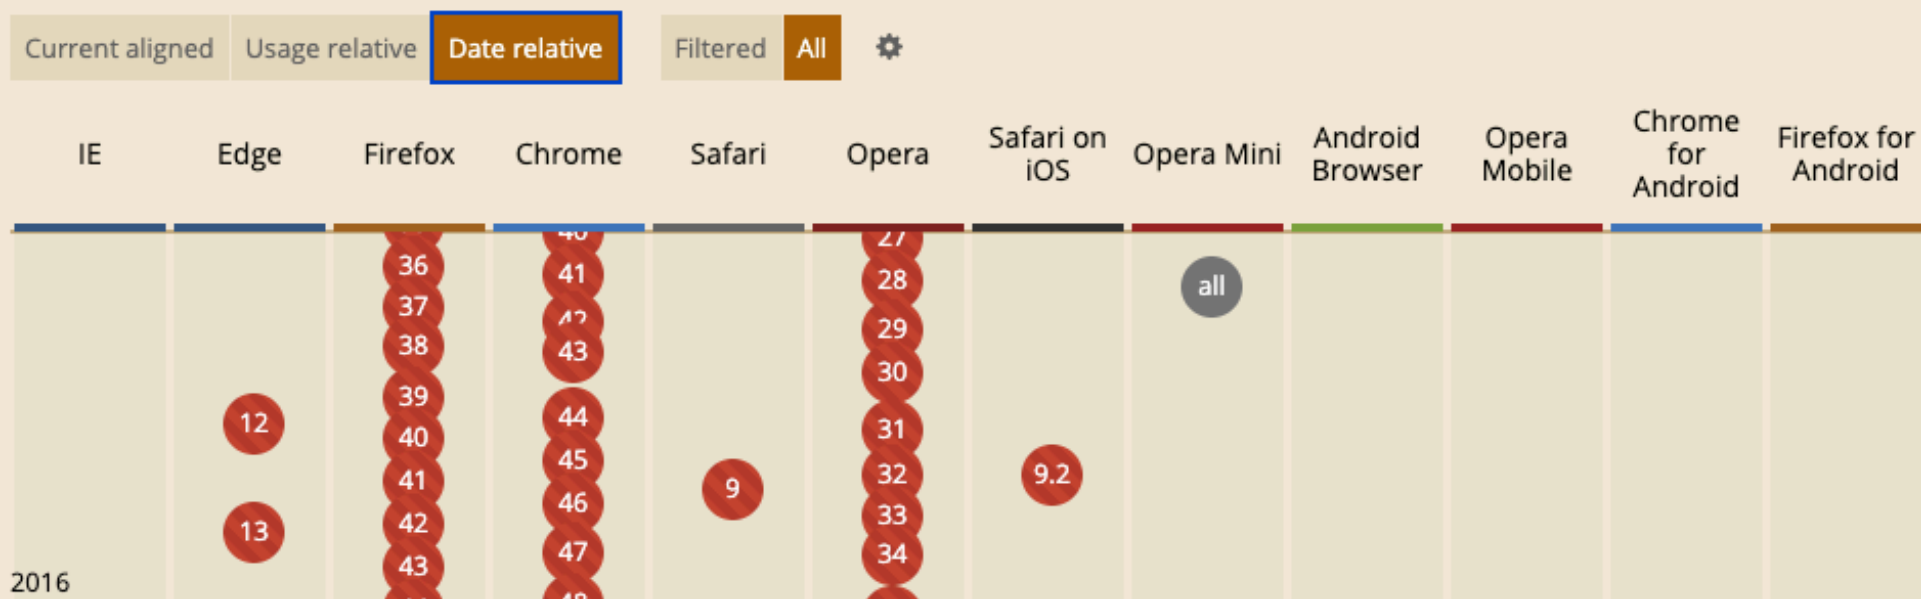 Current aligned Usage relative Date relative Filtered All
IE Edge Firefox Chrome Safari Opera Safari on iOS Opera Mini Android Browser Opera Mobile Chrome for Android Firefox for Android
40 27
36 41 28 all
37 42 29
38 43 30
39 44 31
12 40 45 32
41 46 9 33 9.2
13 42 47 34
43 48
2016